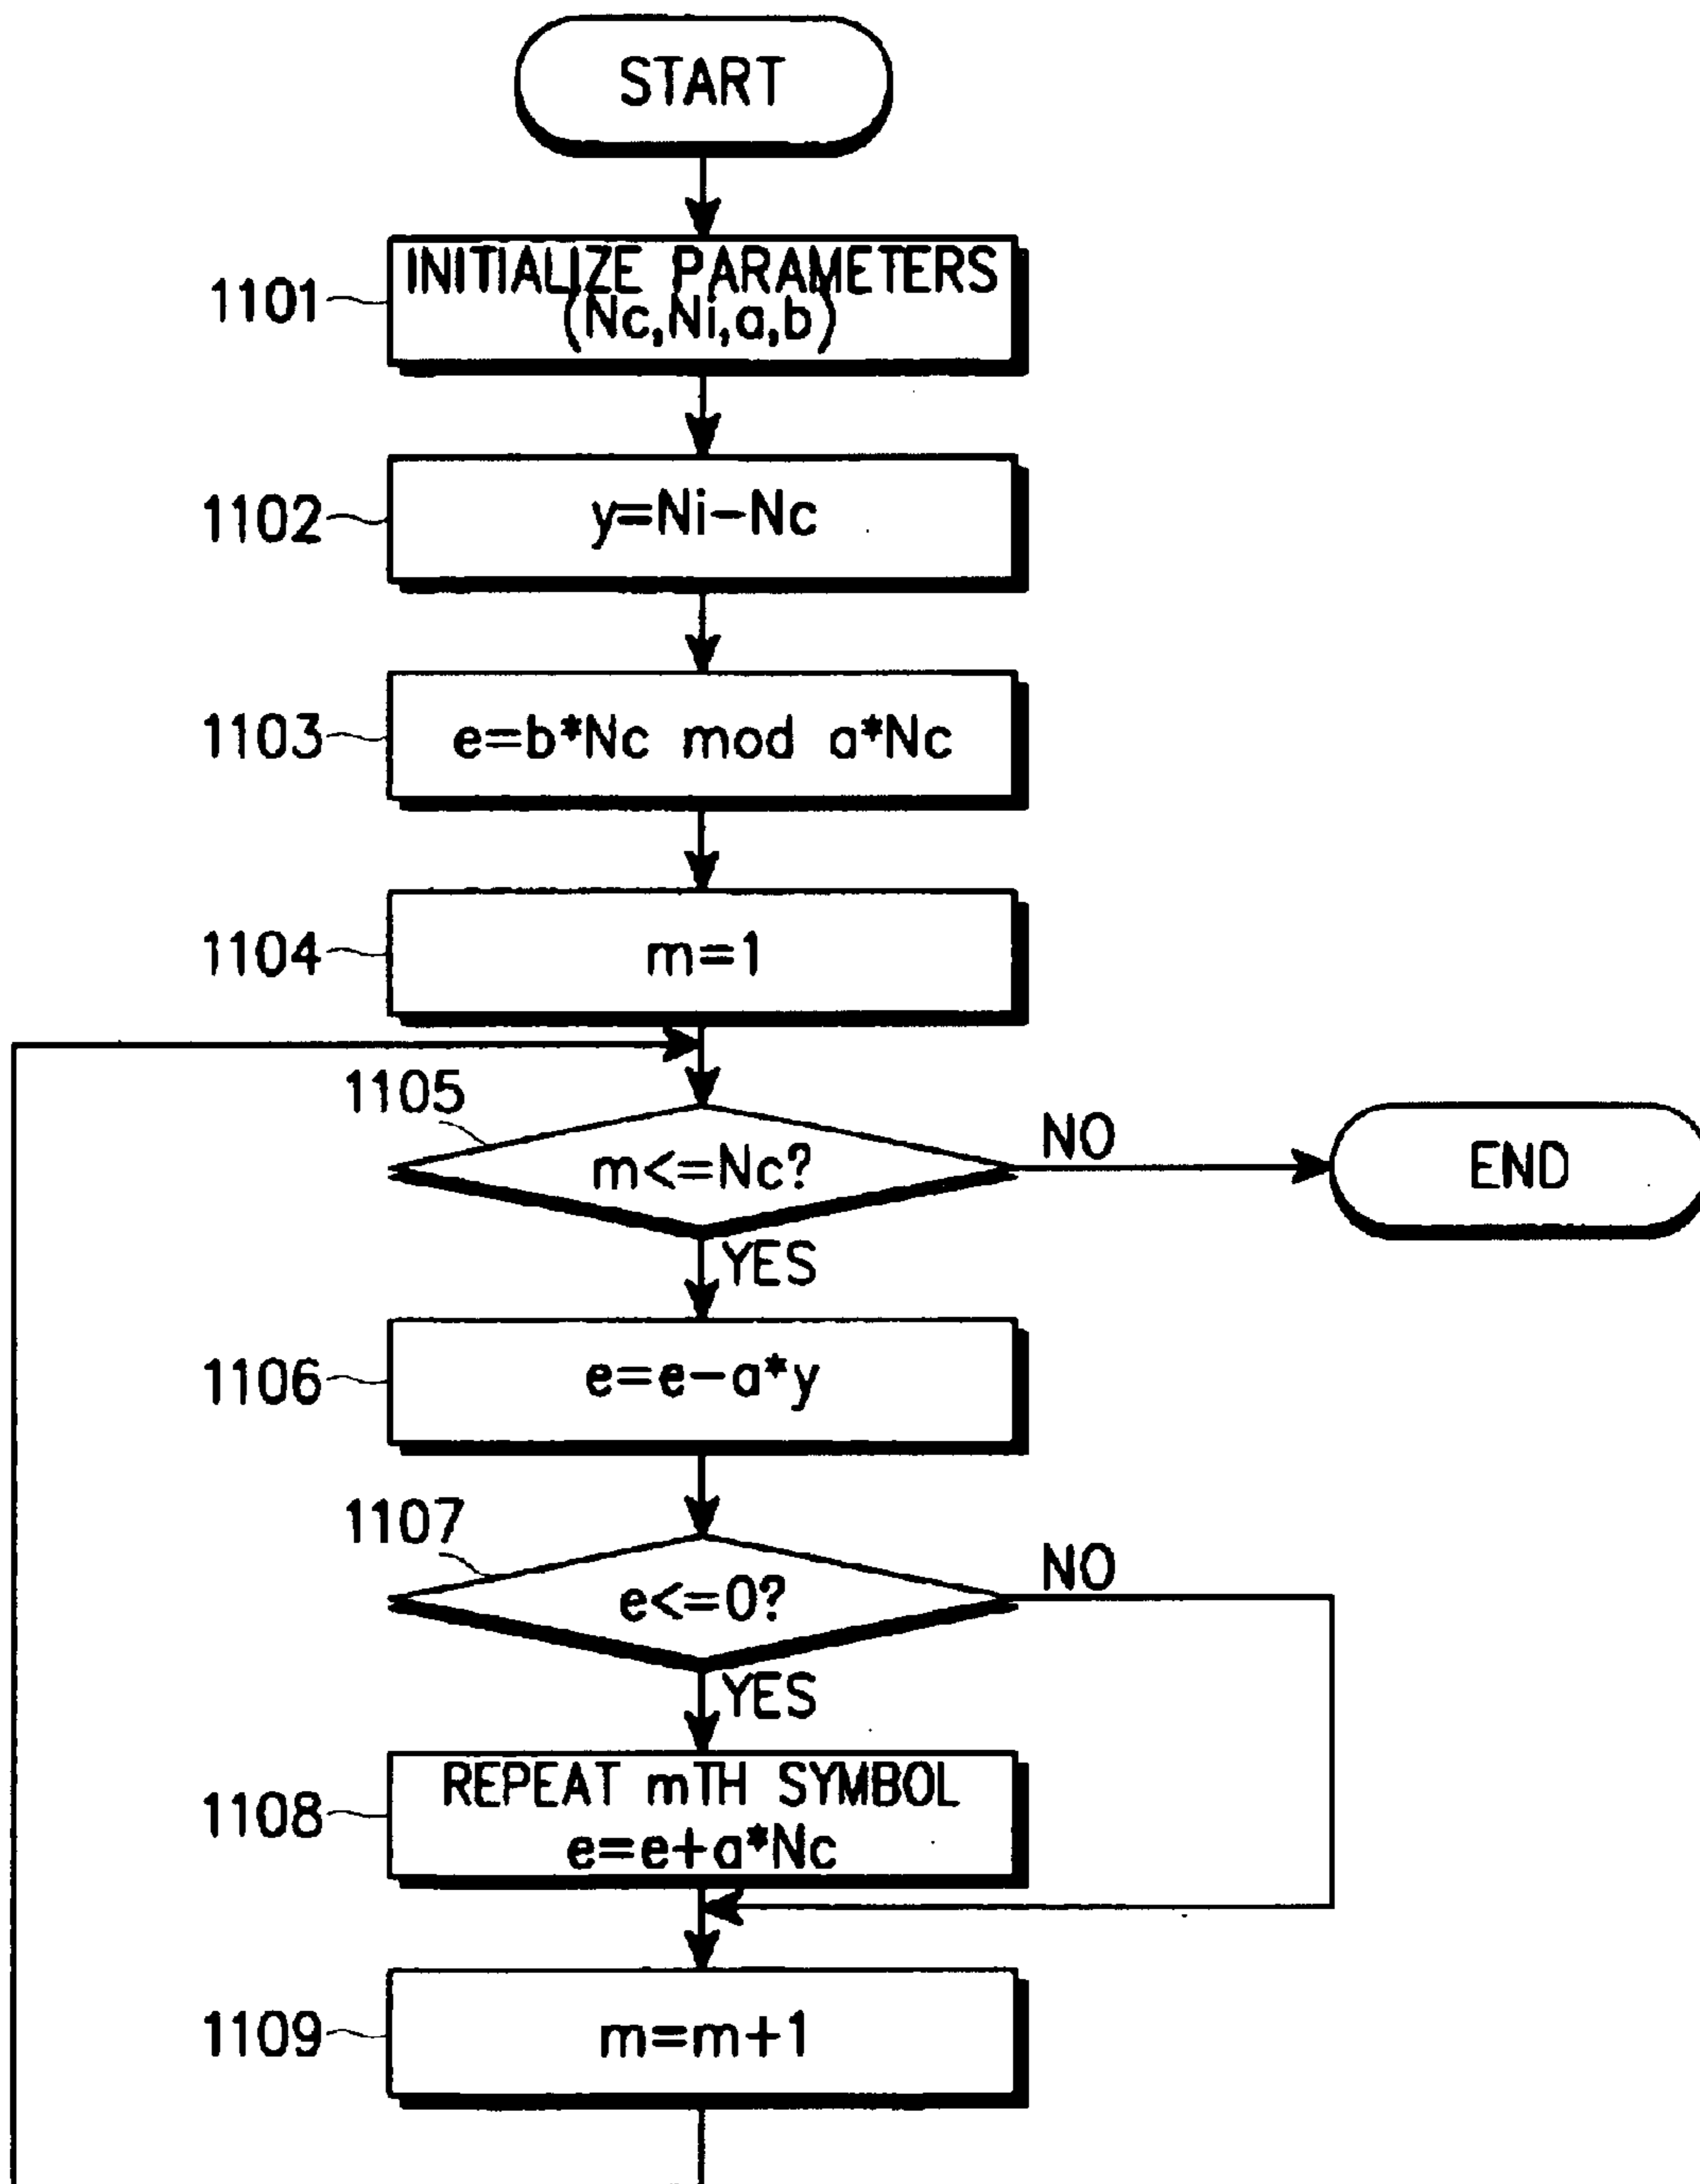 START
1101
INITIALIZE PARAMETERS
(Nc,Ni,a,b)
1102
y=Ni-Nc
1103
e=b*Nc mod a*Nc
1104
m=1
1105
m<=Nc?
NO
END
YES
1106
e=e-a*y
1107
e<=0?
NO
YES
1108
REPEAT mTH SYMBOL
e=e+a*Nc
1109
m=m+1